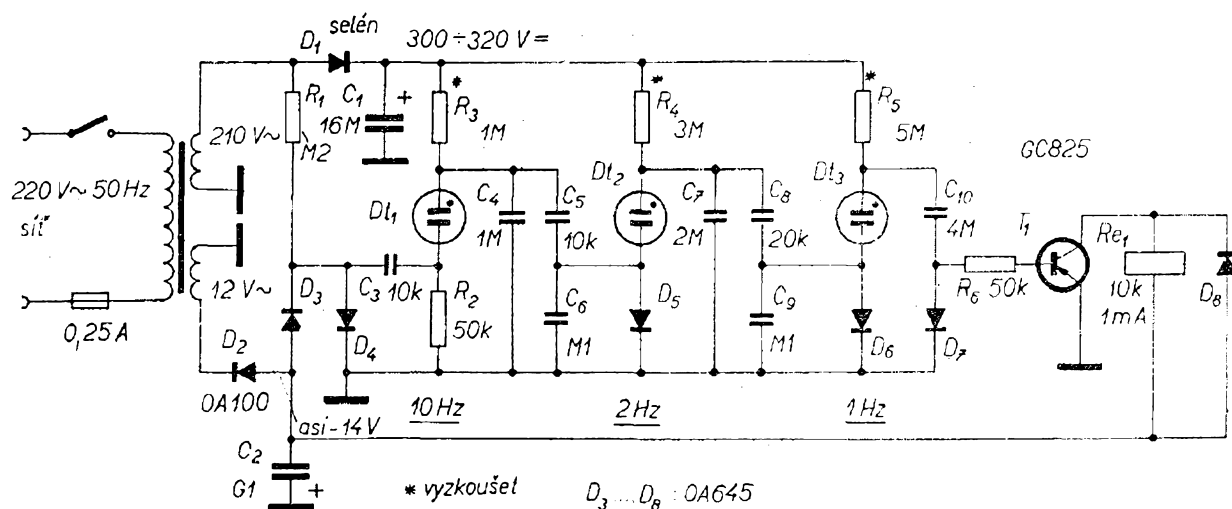 selén
D1
300÷320 V=
R1
M2
C1
+
16M
*
R3
1M
*
R4
3M
*
R5
5M
GC825
210 V~
220 V~ 50 Hz
síť
12 V~
0,25 A
Dt1
C4
1M
C5
10k
Dt2
C7
2M
C8
20k
Dt3
C10
4M
T1
Re1
10k
1mA
D8
D3
C3
10k
D4
R2
50k
C6
M1
D5
C9
M1
D6
D7
R6 50k
D2
OA100
asi -14V
10 Hz
2 Hz
1 Hz
C2
G1
+
* vyzkoušet
D3 ... D8 : OA645